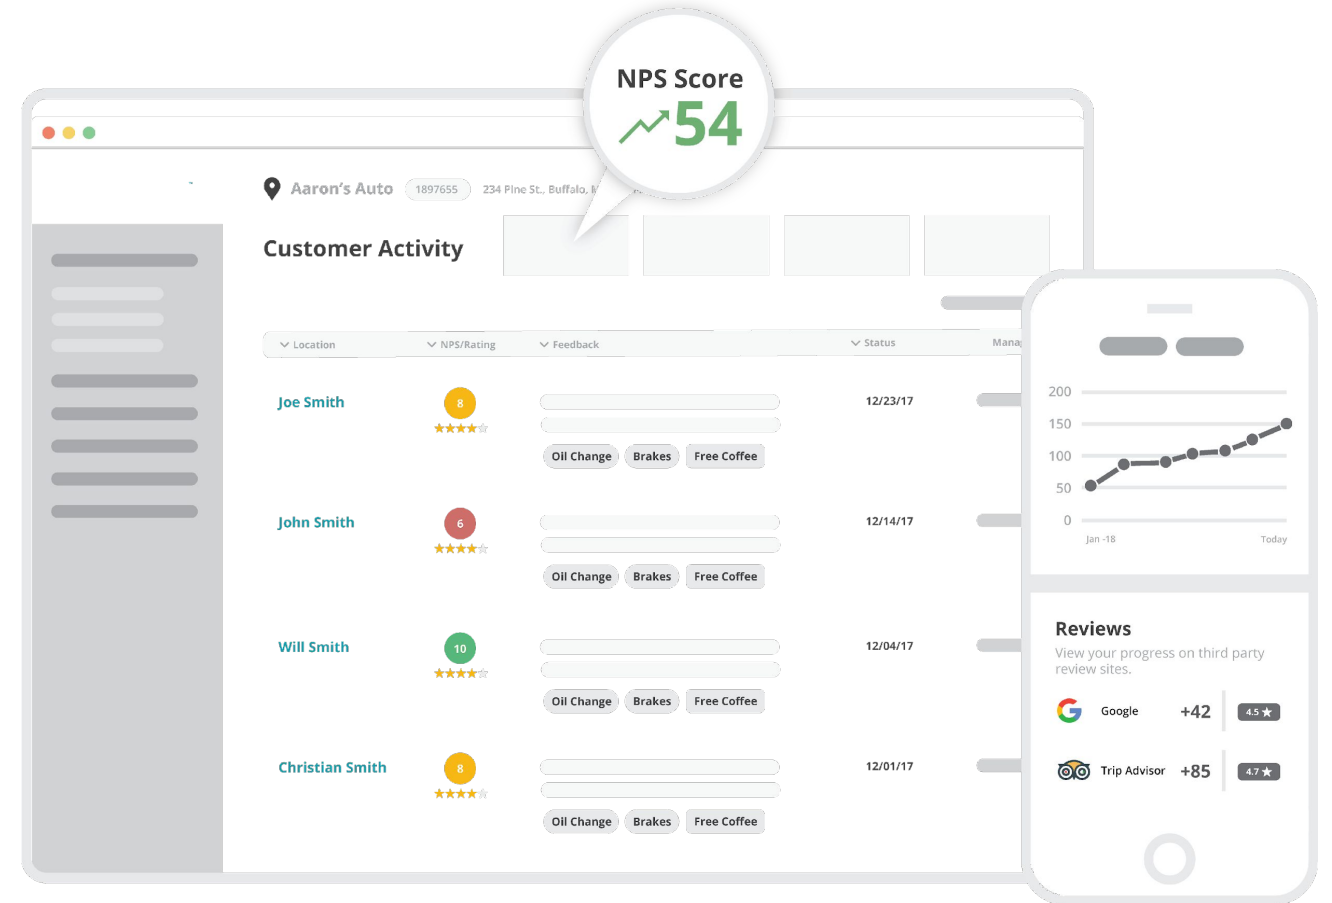 NPS Score
54
Aaron's Auto 1897655 234 Pine St., Buffalo,
Customer Activity
Location NPS/Rating Feedback Status
Joe Smith 8 12/23/17
Oil Change Brakes Free Coffee
John Smith 6 12/14/17
Oil Change Brakes Free Coffee
Will Smith 10 12/04/17
Oil Change Brakes Free Coffee
Christian Smith 8 12/01/17
Oil Change Brakes Free Coffee
200
150
100
50
0
Jan -18 Today
Reviews
View your progress on third party
review sites.
Google +42 4.5 ★
Trip Advisor +85 4.7 ★